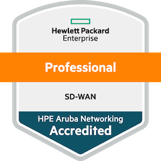 Hewlett Packard
Enterprise
Professional
SD-WAN
HPE Aruba Networking
Accredited